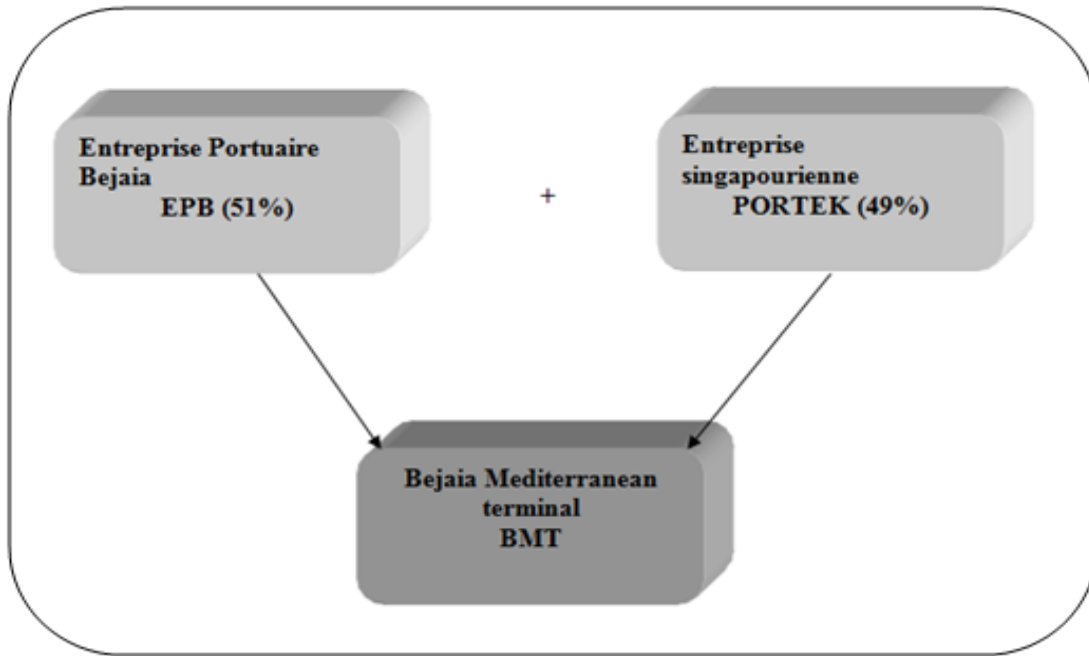 Entreprise Portuaire
Bejaia
EPB (51%)
+
Entreprise
singapourienne
PORTEK (49%)
Bejaia Mediterranean
terminal
BMT